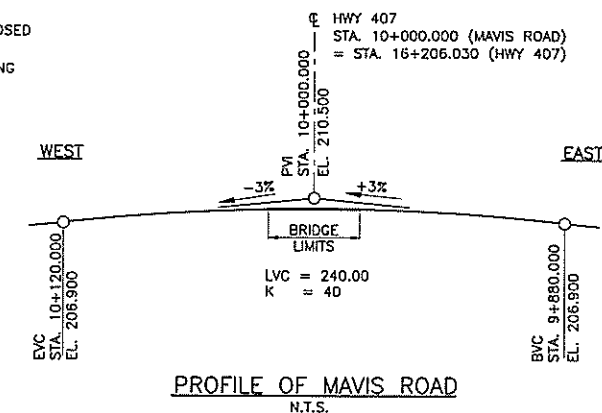 OSED
NG
℄ HWY 407
STA. 10+000.000 (MAVIS ROAD)
= STA. 16+206.030 (HWY 407)
WEST
EAST
PVI
STA. 10+000.000
EL. 210.500
-3%
+3%
BRIDGE
LIMITS
LVC = 240.00
K = 40
EVC
STA. 10+120.000
EL. 206.900
BVC
STA. 9+880.000
EL. 206.900
PROFILE OF MAVIS ROAD
N.T.S.